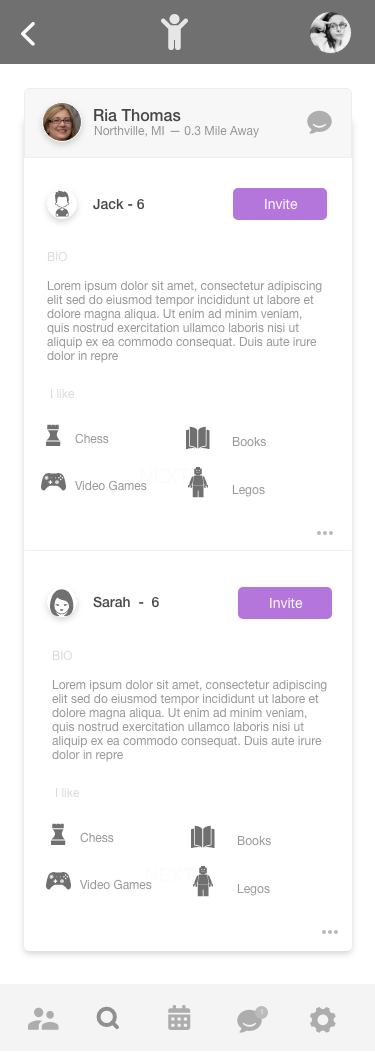 Ria Thomas
Northville, MI — 0.3 Mile Away
Jack - 6
Invite
BIO
Lorem ipsum dolor sit amet, consectetur adipiscing
elit sed do eiusmod tempor incididunt ut labore et
dolore magna aliqua. Ut enim ad minim veniam,
quis nostrud exercitation ullamco laboris nisi ut
aliquip ex ea commodo consequat. Duis aute irure
dolor in repre
I like
Chess
Books
Video Games
NEXT
Legos
Sarah - 6
Invite
BIO
Lorem ipsum dolor sit amet, consectetur adipiscing
elit sed do eiusmod tempor incididunt ut labore et
dolore magna aliqua. Ut enim ad minim veniam,
quis nostrud exercitation ullamco laboris nisi ut
aliquip ex ea commodo consequat. Duis aute irure
dolor in repre
I like
Chess
Books
Video Games
NEXT
Legos